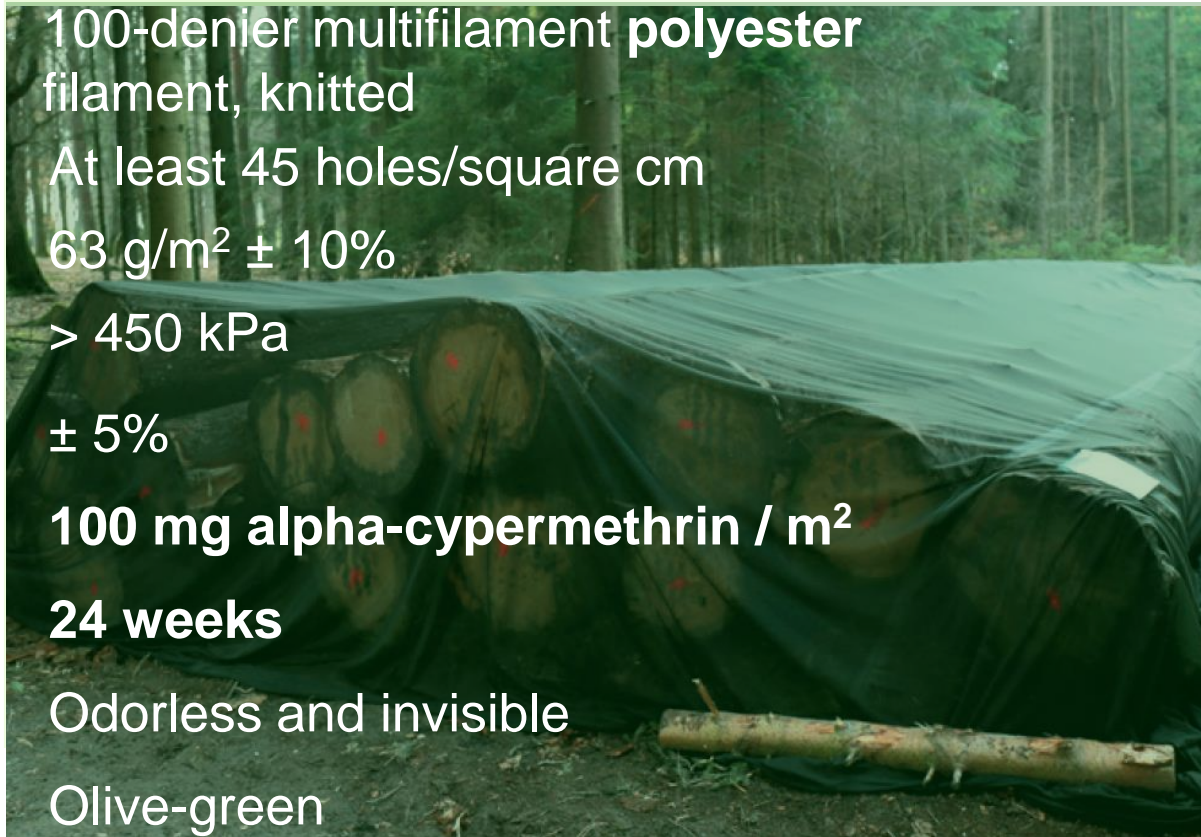 100-denier multifilament polyester
filament, knitted
At least 45 holes/square cm
63 g/m² ± 10%
> 450 kPa
± 5%
100 mg alpha-cypermethrin / m²
24 weeks
Odorless and invisible
Olive-green